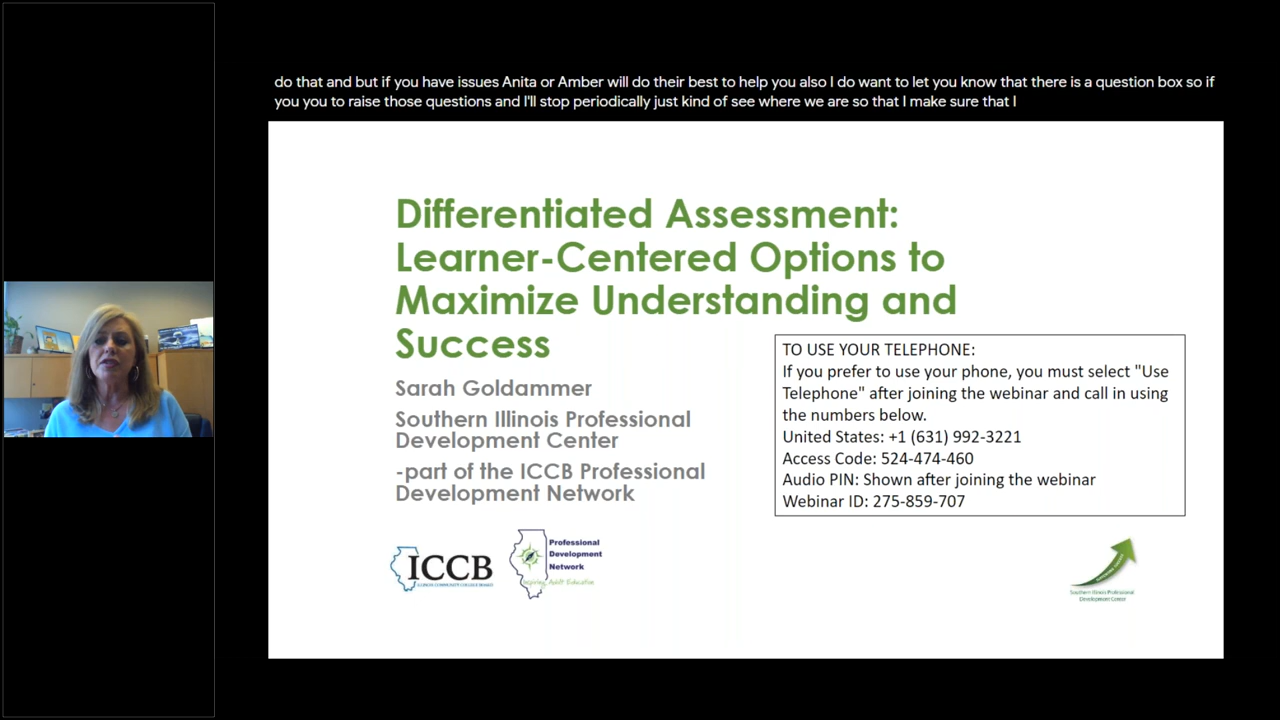 do that and but if you have issues Anita or Amber will do their best to help you also I do want to let you know that there is a question box so if
you you to raise those questions and I'll stop periodically just kind of see where we are so that I make sure that I
Differentiated Assessment:
Learner-Centered Options to
Maximize Understanding and
Success
Sarah Goldammer
Southern Illinois Professional
Development Center
-part of the ICCB Professional
Development Network
TO USE YOUR TELEPHONE:
If you prefer to use your phone, you must select "Use
Telephone" after joining the webinar and call in using
the numbers below.
United States: +1 (631) 992-3221
Access Code: 524-474-460
Audio PIN: Shown after joining the webinar
Webinar ID: 275-859-707
ICCB
ILLINOIS COMMUNITY COLLEGE BOARD
Professional
Development
Network
Inspiring Adult Education
Southern Illinois Professional
Development Center